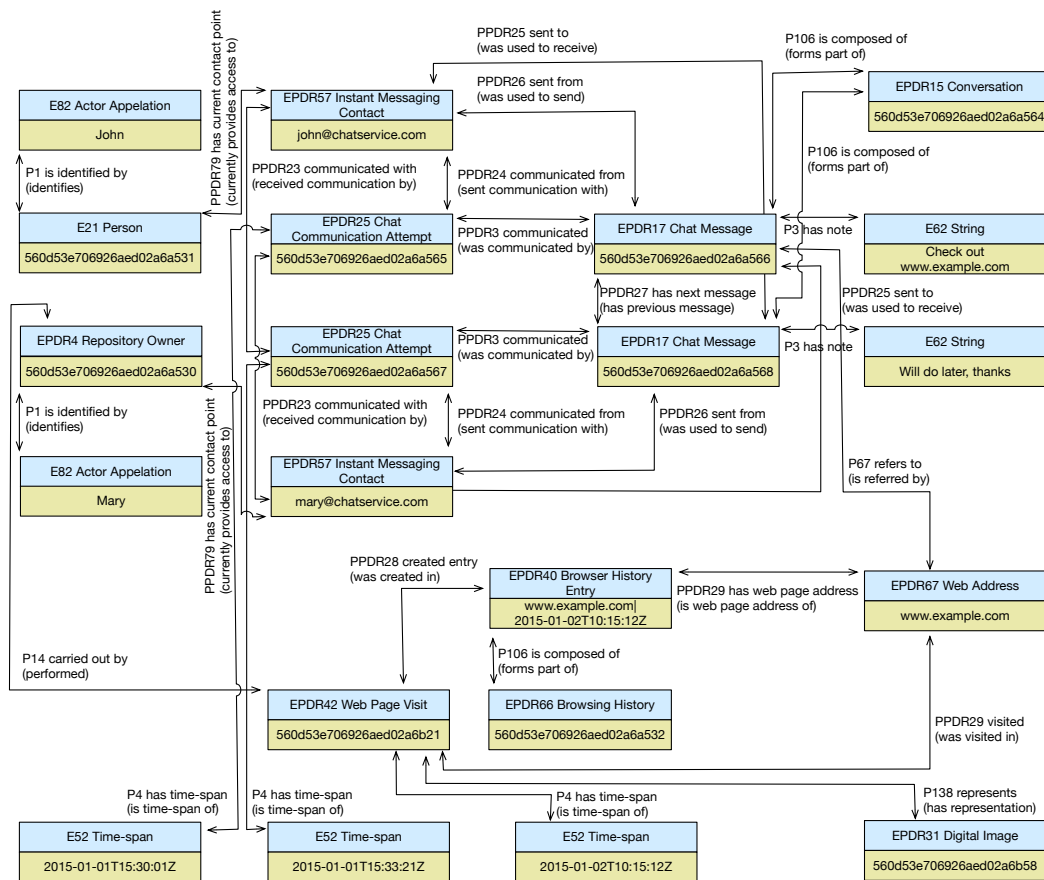 PPDR25 sent to
(was used to receive)
P106 is composed of
(forms part of)
PPDR79 has current contact point
(currently provides access to)
E82 Actor Appelation
John
EPDR57 Instant Messaging
Contact
john@chatservice.com
PPDR26 sent from
(was used to send)
EPDR15 Conversation
560d53e706926aed02a6a564
P1 is identified by
(identifies)
PPDR23 communicated with
(received communication by)
PPDR24 communicated from
(sent communication with)
P106 is composed of
(forms part of)
E21 Person
560d53e706926aed02a6a531
EPDR25 Chat
Communication Attempt
560d53e706926aed02a6a565
PPDR3 communicated
(was communicated by)
EPDR17 Chat Message
560d53e706926aed02a6a566
P3 has note
E62 String
Check out
www.example.com
PPDR27 has next message
(has previous message)
PPDR25 sent to
(was used to receive)
EPDR4 Repository Owner
560d53e706926aed02a6a530
EPDR25 Chat
Communication Attempt
560d53e706926aed02a6a567
PPDR3 communicated
(was communicated by)
EPDR17 Chat Message
560d53e706926aed02a6a568
P3 has note
E62 String
Will do later, thanks
P1 is identified by
(identifies)
PPDR79 has current contact point
(currently provides access to)
PPDR23 communicated with
(received communication by)
PPDR24 communicated from
(sent communication with)
PPDR26 sent from
(was used to send)
E82 Actor Appelation
Mary
EPDR57 Instant Messaging
Contact
mary@chatservice.com
P67 refers to
(is referred by)
PPDR28 created entry
(was created in)
EPDR40 Browser History
Entry
www.example.com|
2015-01-02T10:15:12Z
PPDR29 has web page address
(is web page address of)
EPDR67 Web Address
www.example.com
P14 carried out by
(performed)
P106 is composed of
(forms part of)
EPDR42 Web Page Visit
560d53e706926aed02a6b21
EPDR66 Browsing History
560d53e706926aed02a6a532
PPDR29 visited
(was visited in)
P4 has time-span
(is time-span of)
P4 has time-span
(is time-span of)
P4 has time-span
(is time-span of)
P138 represents
(has representation)
E52 Time-span
2015-01-01T15:30:01Z
E52 Time-span
2015-01-01T15:33:21Z
E52 Time-span
2015-01-02T10:15:12Z
EPDR31 Digital Image
560d53e706926aed02a6b58